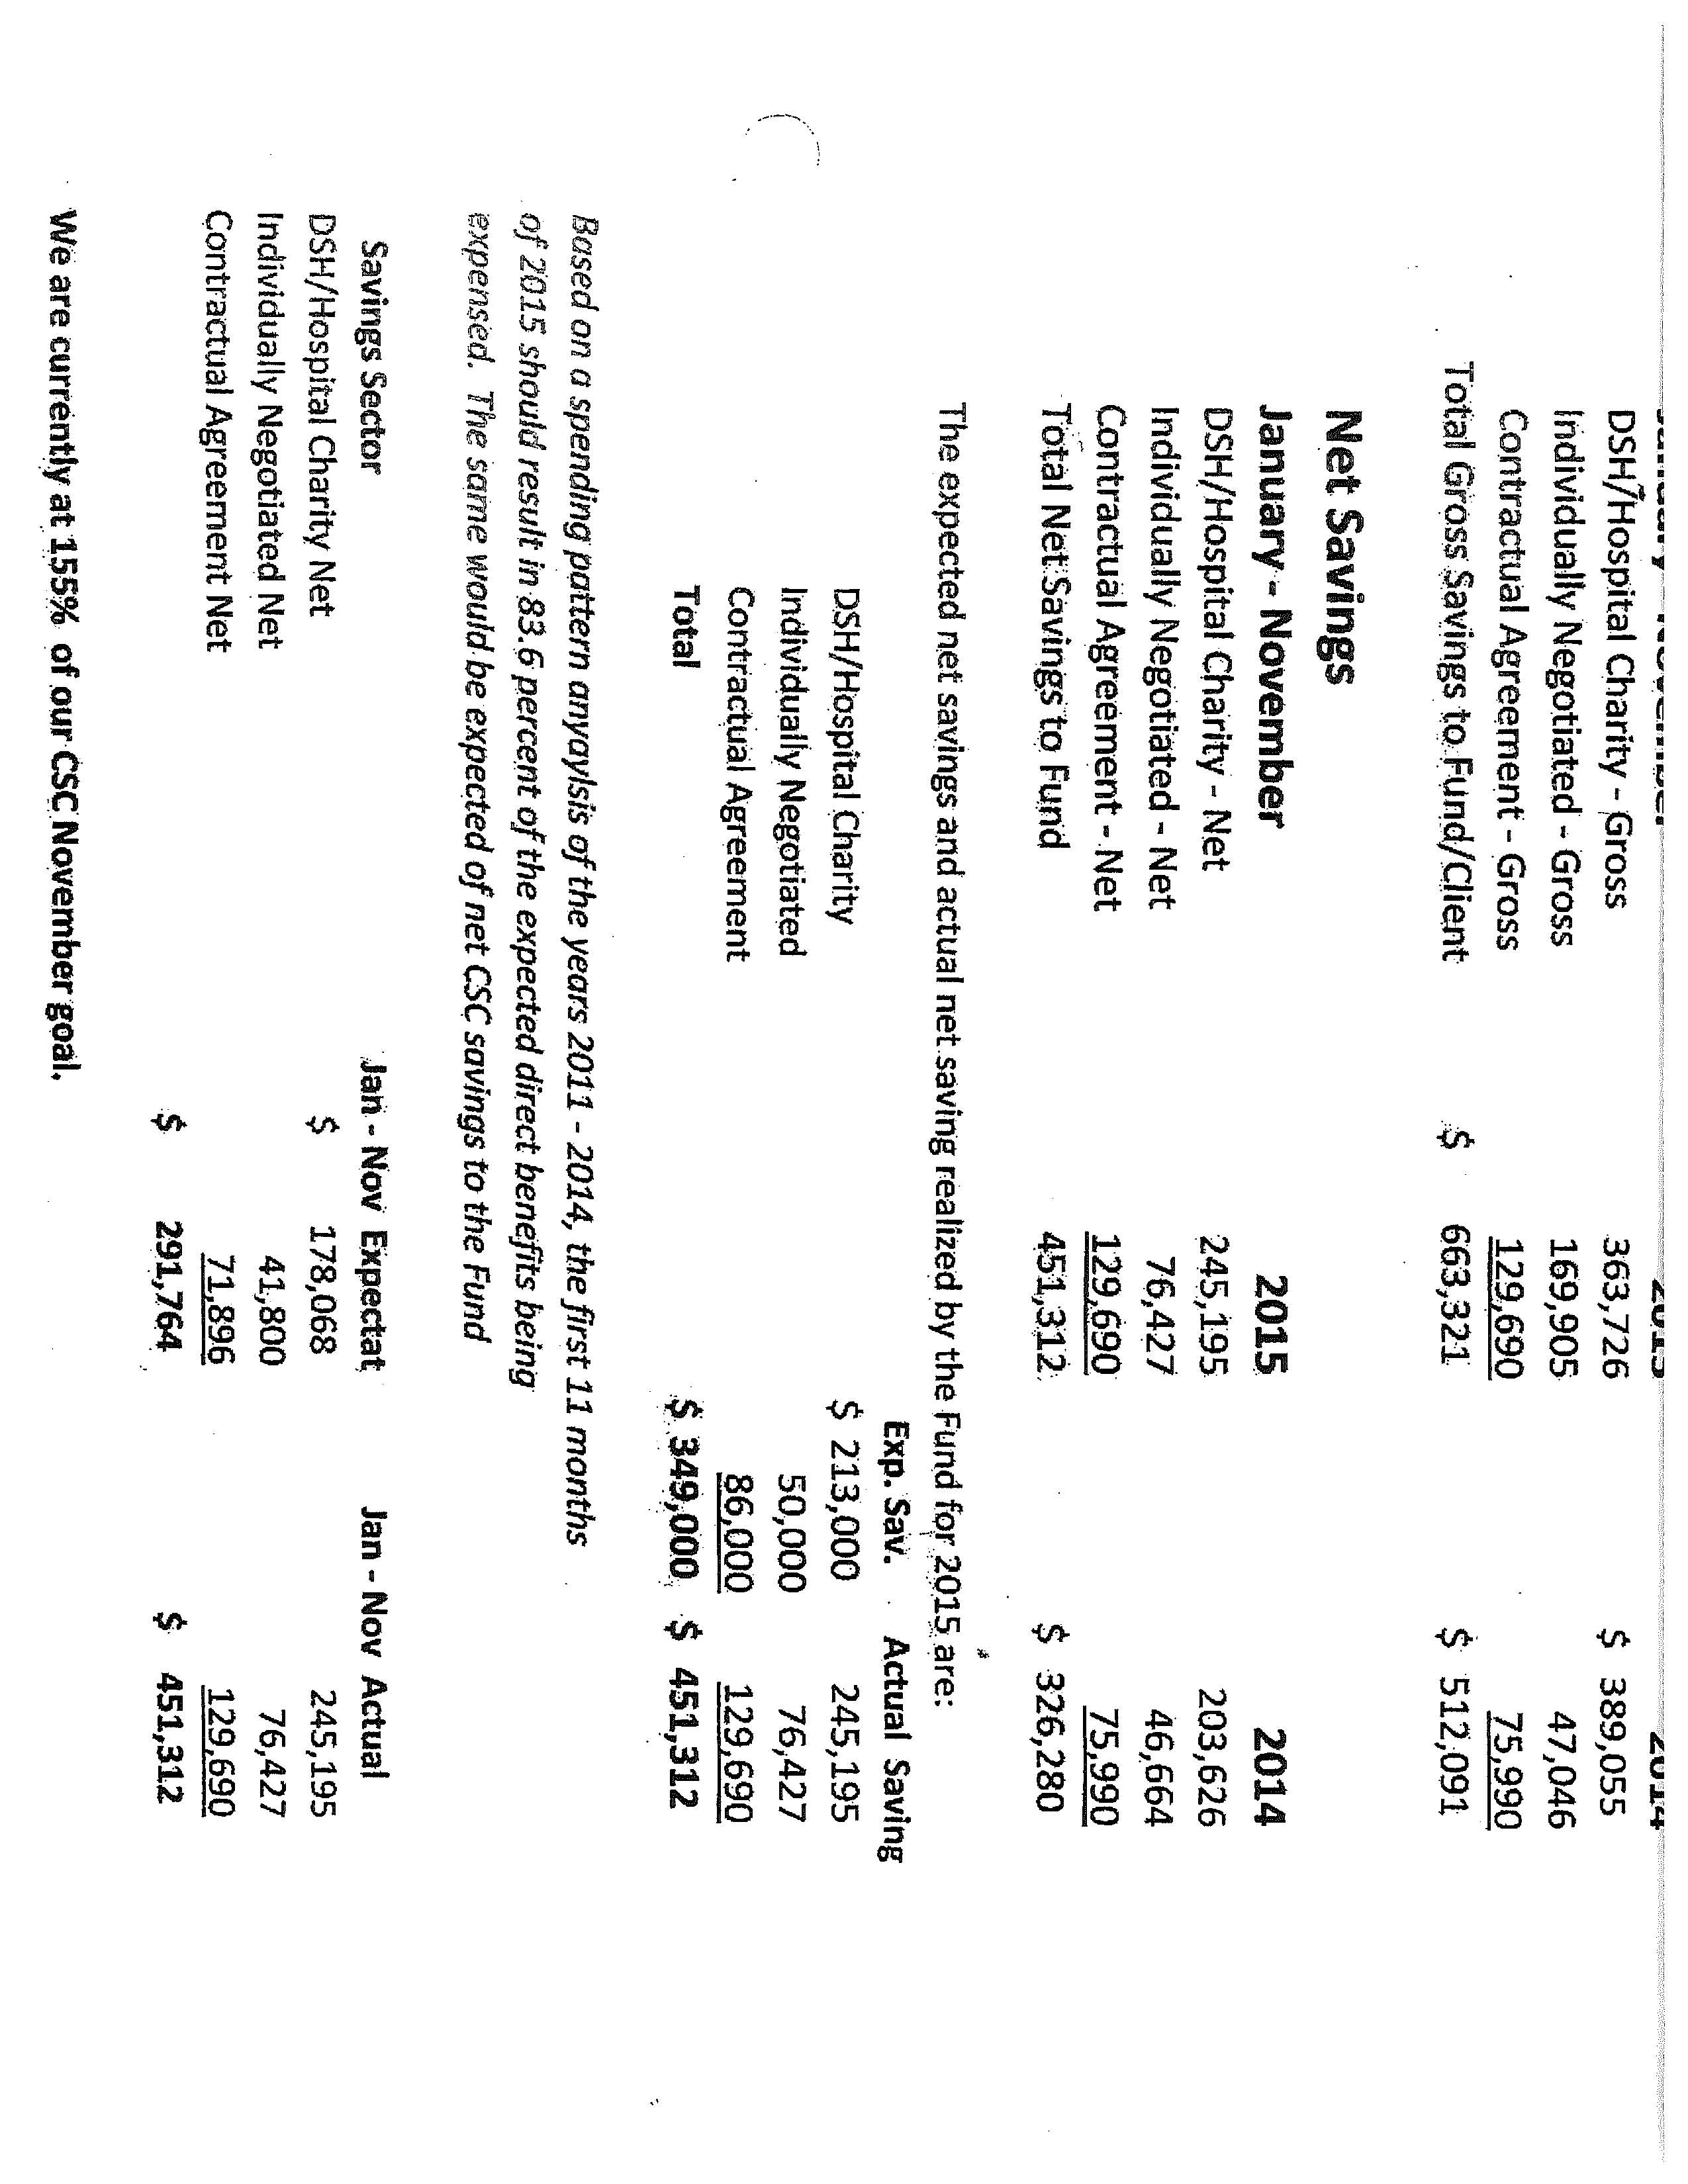 January - November 2015 2014
DSH/Hospital Charity - Gross 363,726 $ 389,055
Individually Negotiated - Gross 169,905 47,046
Contractual Agreement - Gross 129,690 75,990
Total Gross Savings to Fund/Client $ 663,321 $ 512,091
Net Savings
January - November 2015 2014
DSH/Hospital Charity - Net 245,195 203,626
Individually Negotiated - Net 76,427 46,664
Contractual Agreement - Net 129,690 75,990
Total Net Savings to Fund 451,312 $ 326,280
The expected net savings and actual net saving realized by the Fund for 2015 are:
Exp. Sav. Actual Saving
DSH/Hospital Charity $ 213,000 245,195
Individually Negotiated 50,000 76,427
Contractual Agreement 86,000 129,690
Total $ 349,000 $ 451,312
Based on a spending pattern anyaylsis of the years 2011 - 2014, the first 11 months
of 2015 should result in 83.6 percent of the expected direct benefits being
expensed. The same would be expected of net CSC savings to the Fund
Savings Sector Jan - Nov Expectat Jan - Nov Actual
DSH/Hospital Charity Net $ 178,068 245,195
Individually Negotiated Net 41,800 76,427
Contractual Agreement Net 71,896 129,690
$ 291,764 $ 451,312
We are currently at 155% of our CSC November goal.